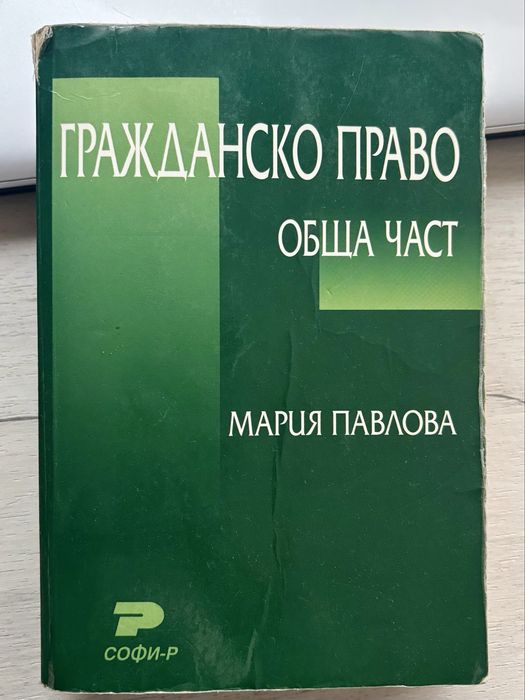 ГРАЖДАНСКО ПРАВО
ОБЩА ЧАСТ
МАРИЯ ПАВЛОВА
СОФИ-Р